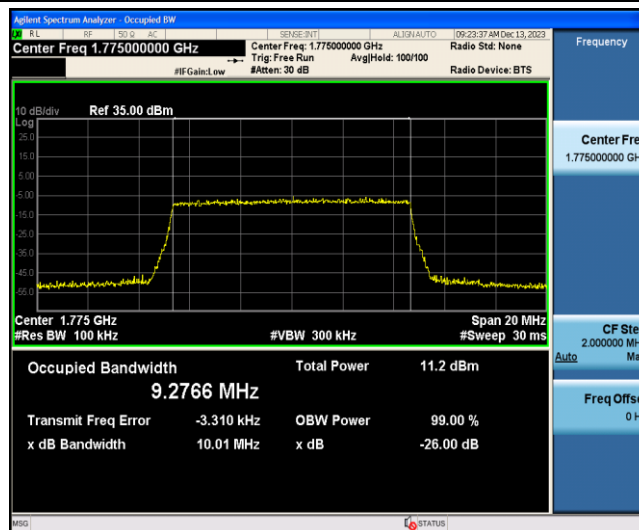 Agilent Spectrum Analyzer - Occupied BW
RL RF 50 Ω AC SENSE:INT ALIGNAUTO 09:23:37 AM Dec 13, 2023
Center Freq 1.775000000 GHz
Center Freq: 1.775000000 GHz Radio Std: None
Trig: Free Run Avg|Hold: 100/100
#IFGain:Low #Atten: 30 dB Radio Device: BTS
Frequency
10 dB/div Ref 35.00 dBm
Log
25.0
15.0
5.00
-5.00
-15.0
-25.0
-35.0
-45.0
-55.0
Center 1.775 GHz Span 20 MHz
#Res BW 100 kHz #VBW 300 kHz #Sweep 30 ms
Occupied Bandwidth Total Power 11.2 dBm
9.2766 MHz
Transmit Freq Error -3.310 kHz OBW Power 99.00 %
x dB Bandwidth 10.01 MHz x dB -26.00 dB
Center Fre
1.775000000 GH
CF Ste
2.000000 MH
Auto Ma
Freq Offse
0 H
MSG STATUS